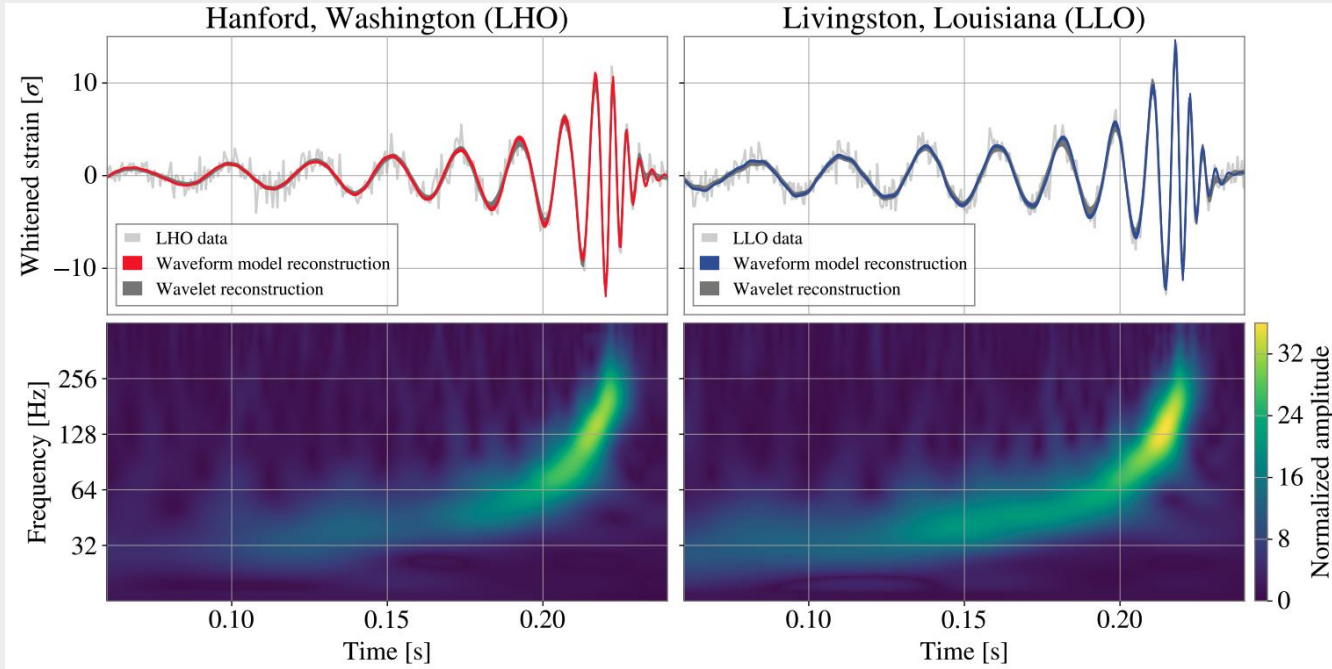 Hanford, Washington (LHO)
Livingston, Louisiana (LLO)
Whitened strain [σ]
10
0
−10
LHO data
Waveform model reconstruction
Wavelet reconstruction
LLO data
Waveform model reconstruction
Wavelet reconstruction
Frequency [Hz]
256
128
64
32
0.10
0.15
0.20
Time [s]
0.10
0.15
0.20
Time [s]
32
24
16
8
0
Normalized amplitude